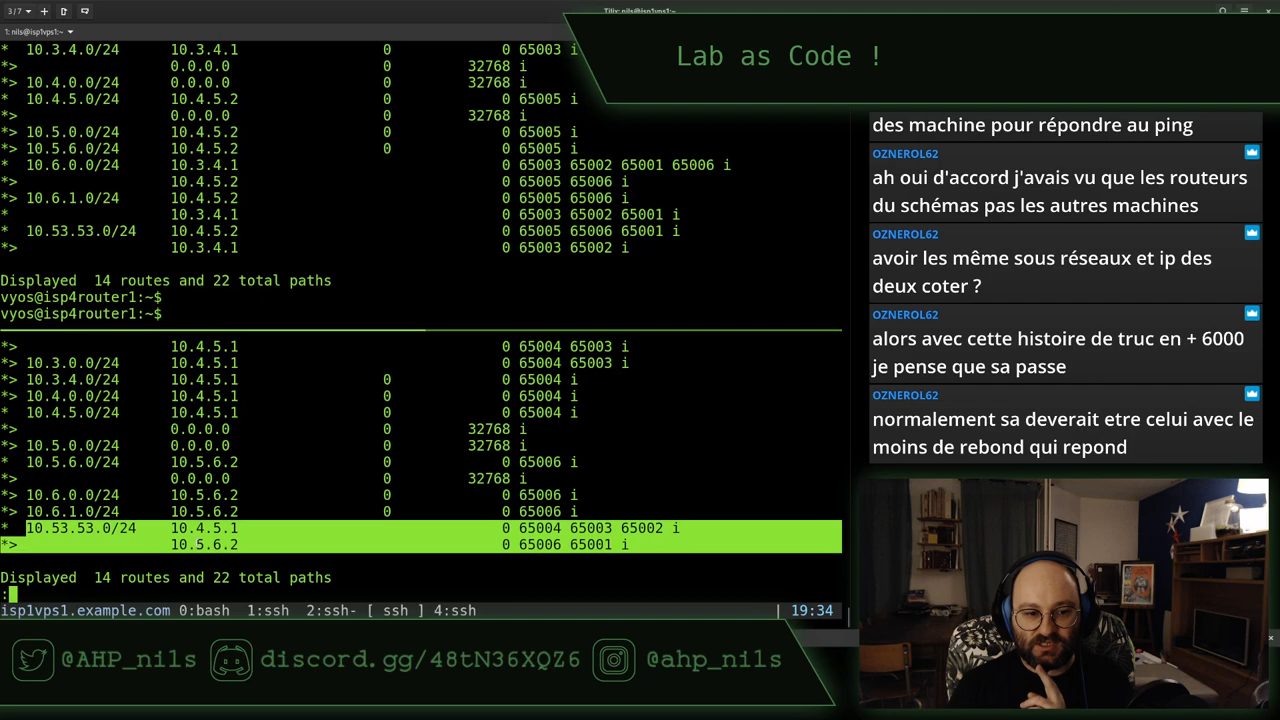 3/7
Tilix: nils@isp1vps1:~
1: nils@isp1vps1:~
Lab as Code !
*  10.3.4.0/24      10.3.4.1                 0             0 65003 i
*>                  0.0.0.0                  0         32768 i
*> 10.4.0.0/24      0.0.0.0                  0         32768 i
*  10.4.5.0/24      10.4.5.2                 0             0 65005 i
*>                  0.0.0.0                  0         32768 i
*> 10.5.0.0/24      10.4.5.2                 0             0 65005 i
*> 10.5.6.0/24      10.4.5.2                 0             0 65005 i
*  10.6.0.0/24      10.3.4.1                               0 65003 65002 65001 65006 i
*>                  10.4.5.2                               0 65005 65006 i
*> 10.6.1.0/24      10.4.5.2                               0 65005 65006 i
*                   10.3.4.1                               0 65003 65002 65001 i
*  10.53.53.0/24    10.4.5.2                               0 65005 65006 65001 i
*>                  10.3.4.1                               0 65003 65002 i
Displayed  14 routes and 22 total paths
vyos@isp4router1:~$
vyos@isp4router1:~$
*>                  10.4.5.1                               0 65004 65003 i
*> 10.3.0.0/24      10.4.5.1                               0 65004 65003 i
*> 10.3.4.0/24      10.4.5.1                 0             0 65004 i
*> 10.4.0.0/24      10.4.5.1                 0             0 65004 i
*  10.4.5.0/24      10.4.5.1                 0             0 65004 i
*>                  0.0.0.0                  0         32768 i
*> 10.5.0.0/24      0.0.0.0                  0         32768 i
*  10.5.6.0/24      10.5.6.2                 0             0 65006 i
*>                  0.0.0.0                  0         32768 i
*> 10.6.0.0/24      10.5.6.2                 0             0 65006 i
*> 10.6.1.0/24      10.5.6.2                 0             0 65006 i
*  10.53.53.0/24    10.4.5.1                               0 65004 65003 65002 i
*>                  10.5.6.2                               0 65006 65001 i
Displayed  14 routes and 22 total paths
:
isp1vps1.example.com 0:bash  1:ssh  2:ssh- [ ssh ] 4:ssh | 19:34
des machine pour répondre au ping
OZNEROL62
ah oui d'accord j'avais vu que les routeurs
du schémas pas les autres machines
OZNEROL62
avoir les même sous réseaux et ip des
deux coter ?
OZNEROL62
alors avec cette histoire de truc en + 6000
je pense que sa passe
OZNEROL62
normalement sa deverait etre celui avec le
moins de rebond qui repond
@AHP_nils discord.gg/48tN36XQZ6 @ahp_nils